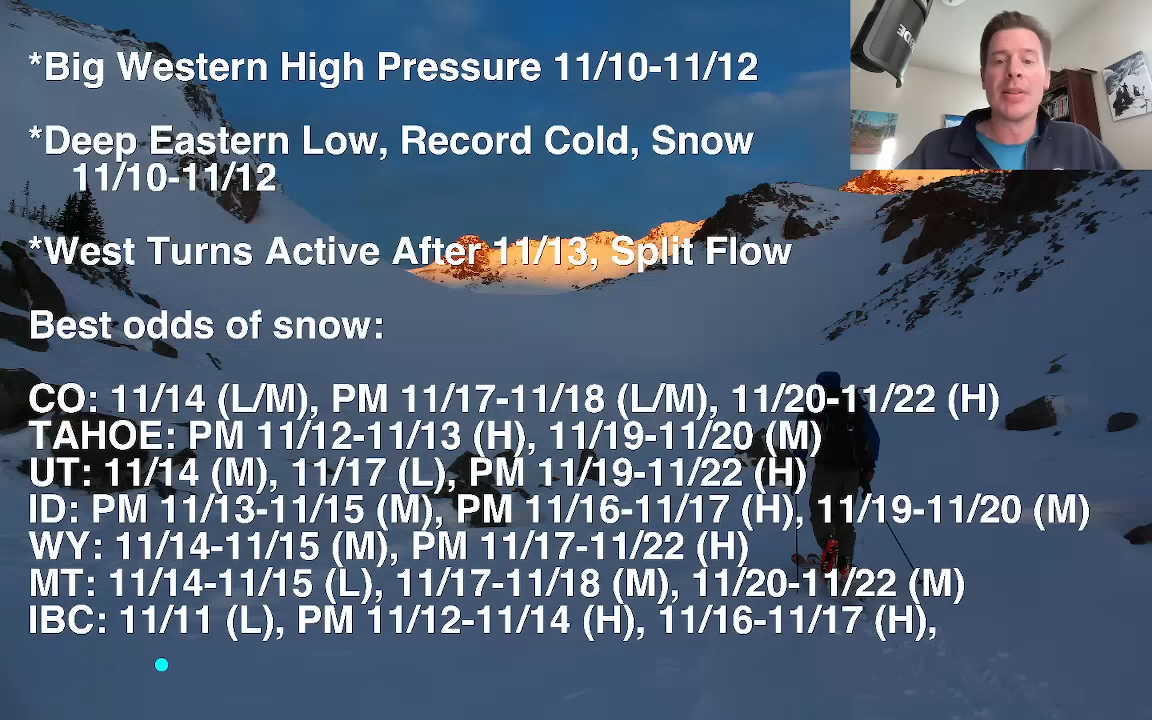 *Big Western High Pressure 11/10-11/12
*Deep Eastern Low, Record Cold, Snow
11/10-11/12
*West Turns Active After 11/13, Split Flow
Best odds of snow:
CO: 11/14 (L/M), PM 11/17-11/18 (L/M), 11/20-11/22 (H)
TAHOE: PM 11/12-11/13 (H), 11/19-11/20 (M)
UT: 11/14 (M), 11/17 (L), PM 11/19-11/22 (H)
ID: PM 11/13-11/15 (M), PM 11/16-11/17 (H), 11/19-11/20 (M)
WY: 11/14-11/15 (M), PM 11/17-11/22 (H)
MT: 11/14-11/15 (L), 11/17-11/18 (M), 11/20-11/22 (M)
IBC: 11/11 (L), PM 11/12-11/14 (H), 11/16-11/17 (H),